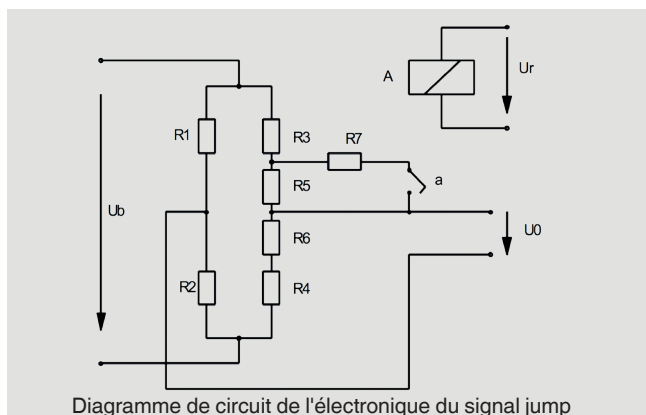 A
Ur
R1
R3
R7
R5
a
Ub
U0
R6
R2
R4
Diagramme de circuit de l'électronique du signal jump